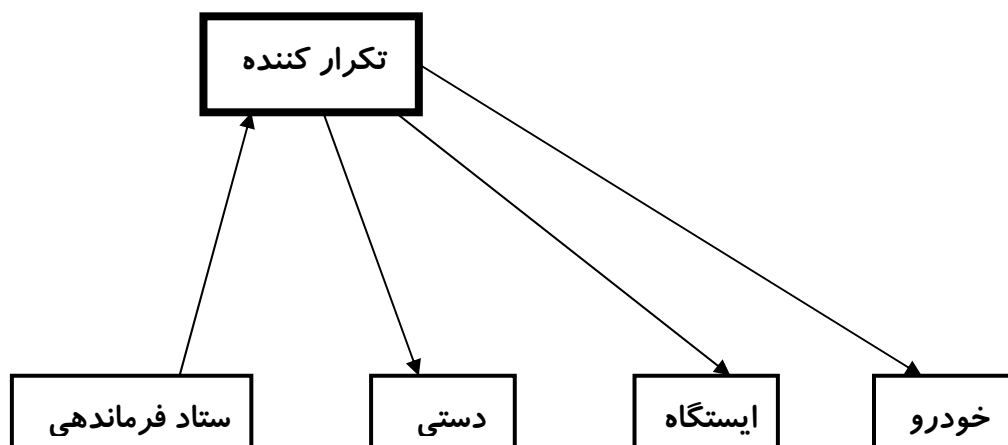 تکرار کننده
ستاد فرماندهی
دستی
ایستگاه
خودرو